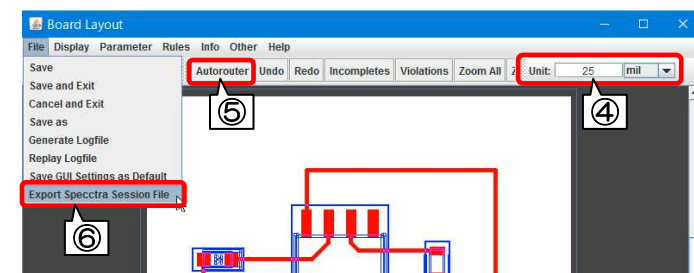 Board Layout
File Display Parameter Rules Info Other Help
Autorouter Undo Redo Incompletes Violations Zoom All Unit: 25 mil
Save
Save and Exit
Cancel and Exit
Save as
Generate Logfile
Replay Logfile
Save GUI Settings as Default
Export Specctra Session File
⑤
④
⑥